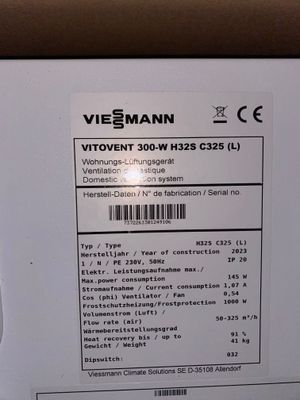 VIESMANN
VITOVENT 300-W H32S C325 (L)
Wohnungs-Lüftungsgerät
Ventilation domestique
Domestic ventilation system
Herstell-Daten / N° de fabrication / Serial no.
Typ / Type H32S C325 (L)
Herstelljahr / Year of construction 2023
1 / N / PE 230V, 50Hz IP 20
Elektr. Leistungsaufnahme max./
Max.power consumption 145 W
Stromaufnahme / Current consumption 1,07 A
Cos (phi) Ventilator / Fan 0,54
Frostschutzheizung/Frostprotection 1000 W
Volumenstrom (Luft) /
Flow rate (air) 50-325 m³/h
Wärmebereitstellungsgrad
Heat recovery bis / up to 91 %
Gewicht / Weight 41 kg
Dipswitch: 032
Viessmann Climate Solutions SE D-35108 Allendorf